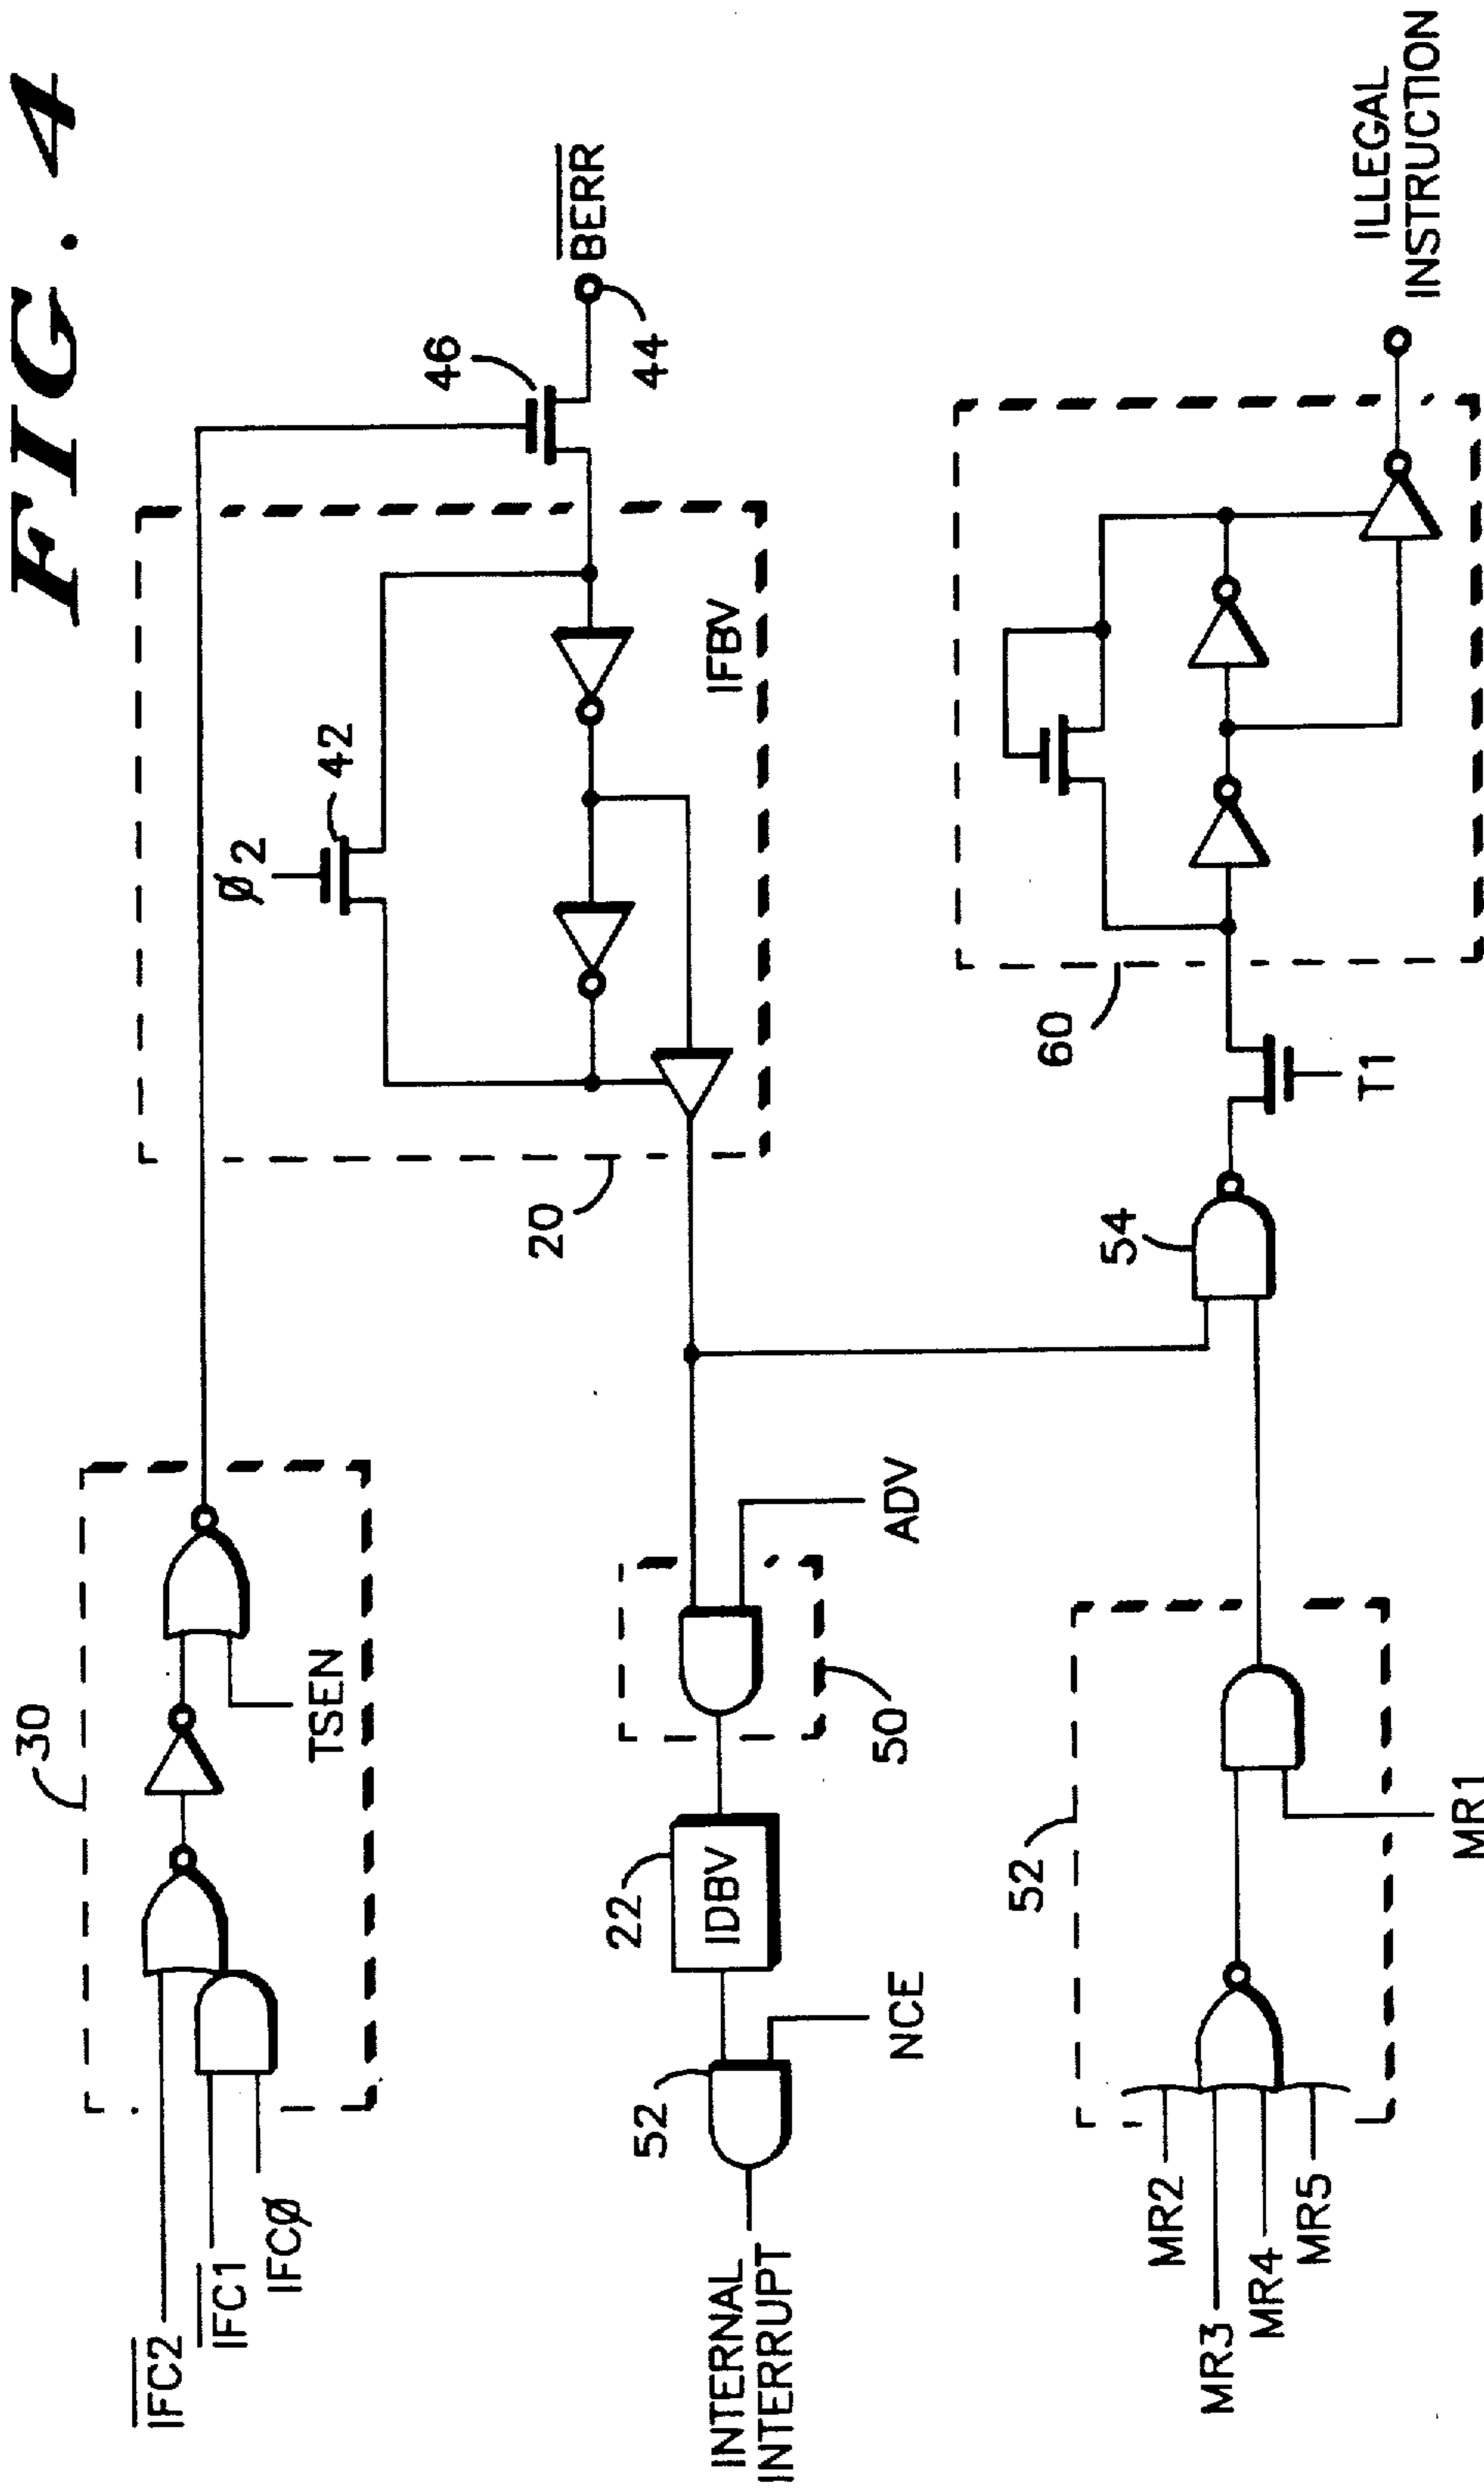 FIG. 4
30
IFC2
IFC1
IFCØ
TSEN
Ø2
42
46
BERR
44
IFBV
20
INTERNAL
INTERRUPT
52
NCE
22
IDBV
50
ADV
MR2
MR3
MR4
MR5
52
MR1
54
T1
60
ILLEGAL
INSTRUCTION